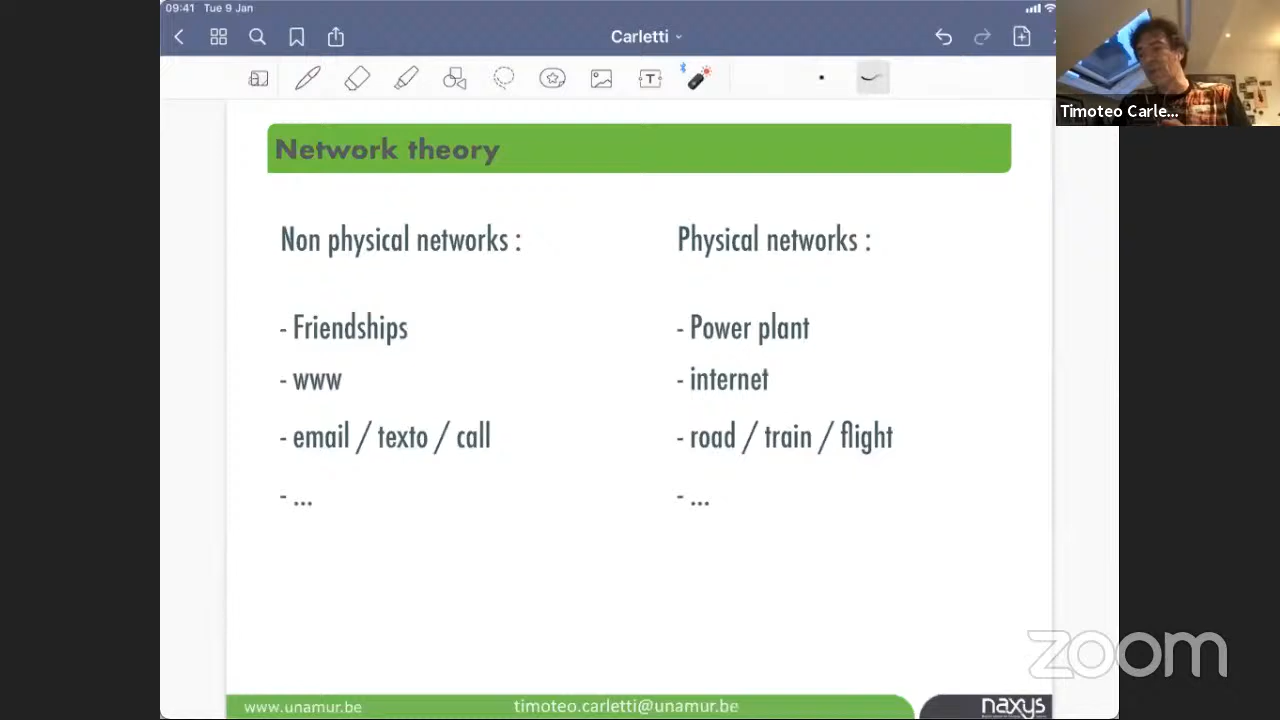 09:41 Tue 9 Jan
Carletti
Timoteo Carle...
Network theory
Non physical networks :
- Friendships
- www
- email / texto / call
- ...
Physical networks :
- Power plant
- internet
- road / train / flight
- ...
zoom
www.unamur.be
timoteo.carletti@unamur.be
naxys